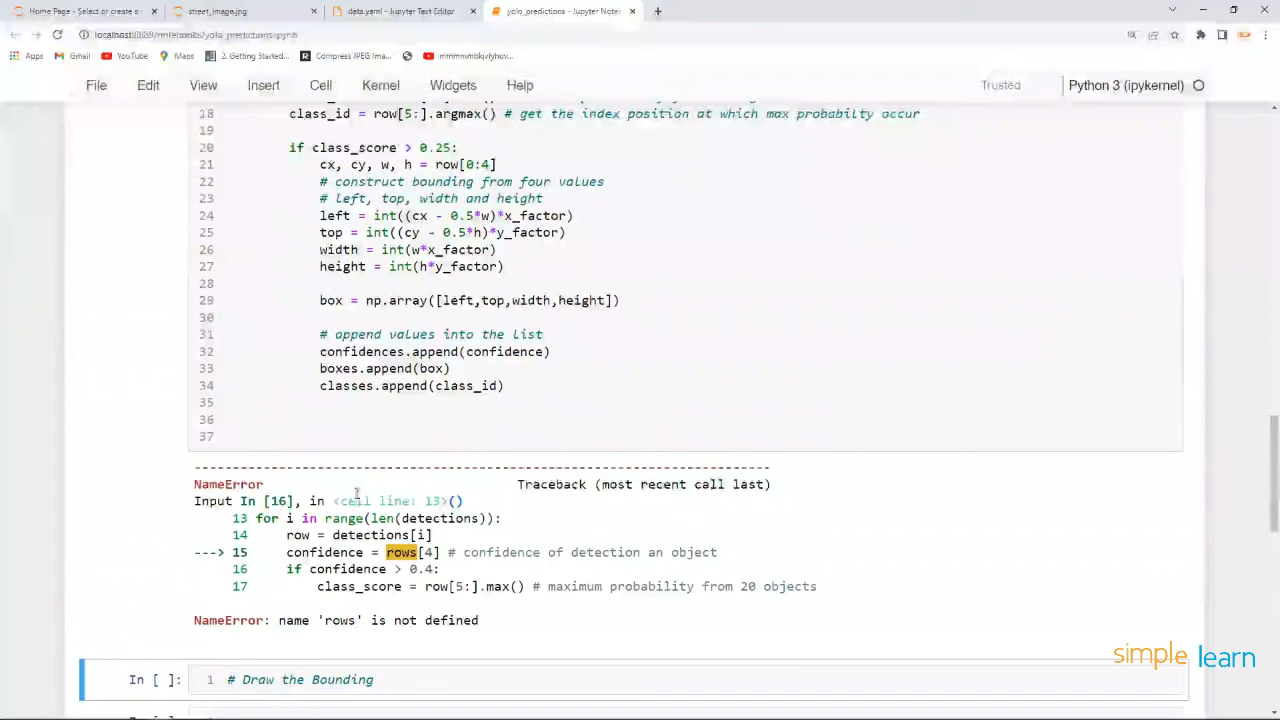 Home Page - Select or create a
street_image.jpg
data.yaml - Jupyter Text Editor
yolo_predictions - Jupyter Note
Apps Gmail YouTube Maps 2. Getting Started... Compress JPEG Ima...
File Edit View Insert Cell Kernel Widgets Help Trusted Python 3 (ipykernel)
18 class_id = row[5:].argmax() # get the index position at which max probabilty occur
19
20 if class_score > 0.25:
21 cx, cy, w, h = row[0:4]
22 # construct bounding from four values
23 # left, top, width and height
24 left = int((cx - 0.5*w)*x_factor)
25 top = int((cy - 0.5*h)*y_factor)
26 width = int(w*x_factor)
27 height = int(h*y_factor)
28
29 box = np.array([left,top,width,height])
30
31 # append values into the list
32 confidences.append(confidence)
33 boxes.append(box)
34 classes.append(class_id)
35
36
37
---------------------------------------------------------------------------
NameError Traceback (most recent call last)
Input In [16], in <cell line: 13>()
13 for i in range(len(detections)):
14 row = detections[i]
---> 15 confidence = rows[4] # confidence of detection an object
16 if confidence > 0.4:
17 class_score = row[5:].max() # maximum probability from 20 objects
NameError: name 'rows' is not defined
In [ ]: 1 # Draw the Bounding
simplelearn